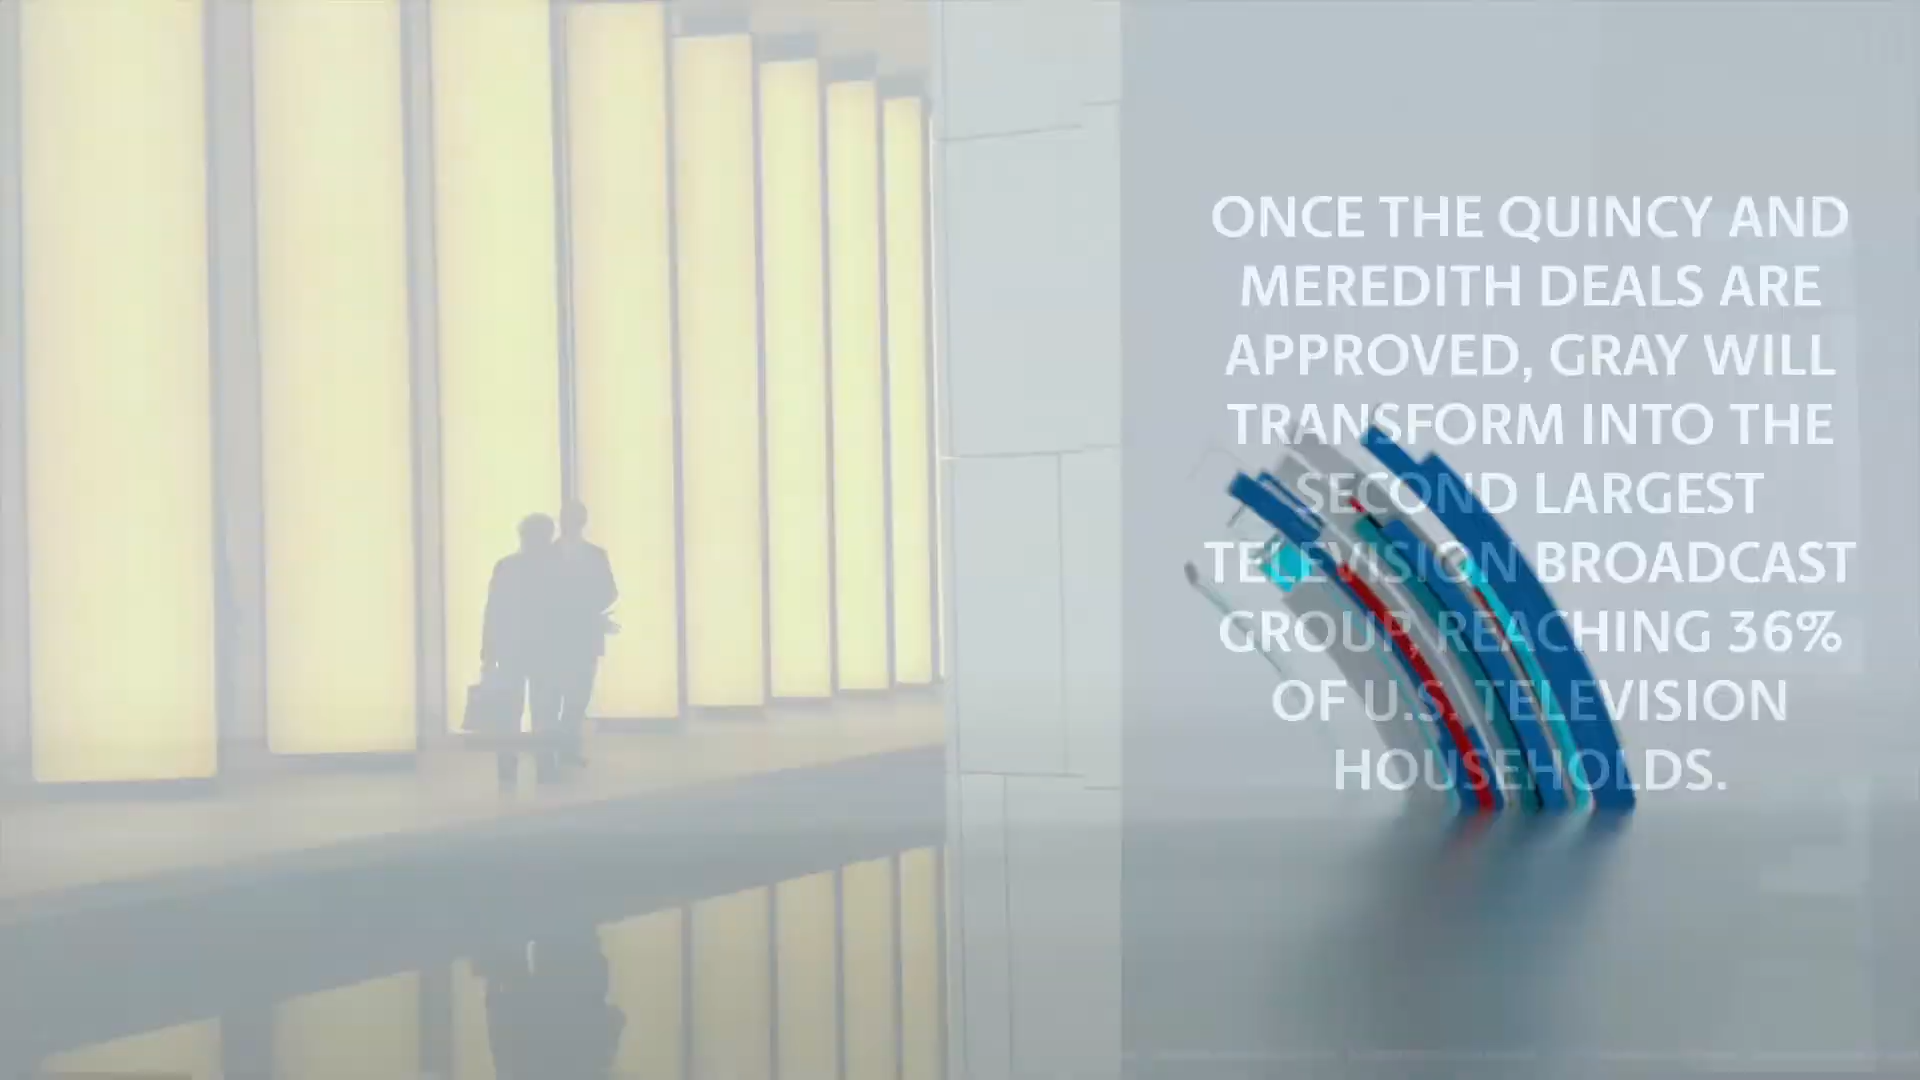 ONCE THE QUINCY AND
MEREDITH DEALS ARE
APPROVED, GRAY WILL
TRANSFORM INTO THE
SECOND LARGEST
TELEVISION BROADCAST
GROUP, REACHING 36%
OF U.S. TELEVISION
HOUSEHOLDS.